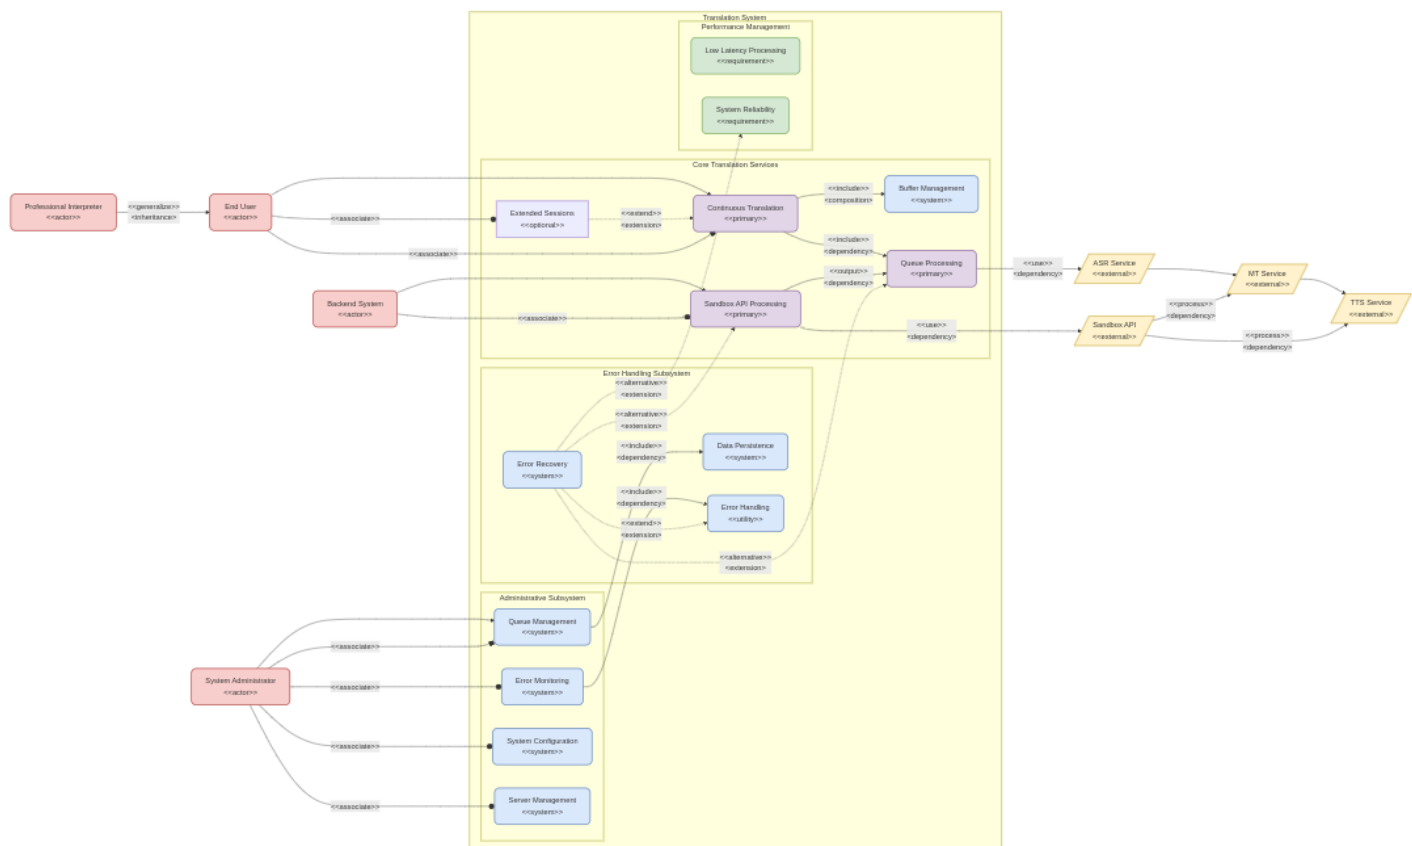 Translation System
Performance Management
Low Latency Processing
<<requirement>>
System Reliability
<<requirement>>
Core Translation Services
Professional Interpreter
<<actor>>
<<generalize>>
<inheritance>
End User
<<actor>>
<<associate>>
<<associate>>
Extended Sessions
<<optional>>
<<extend>>
<extension>
Continuous Translation
<<primary>>
<<include>>
<composition>
Buffer Management
<<system>>
<<include>>
<dependency>
Queue Processing
<<primary>>
<<output>>
<dependency>
Backend System
<<actor>>
<<associate>>
Sandbox API Processing
<<primary>>
<<use>>
<dependency>
<<use>>
<dependency>
ASR Service
<<external>>
MT Service
<<external>>
TTS Service
<<external>>
Sandbox API
<<external>>
<<process>>
<dependency>
<<process>>
<dependency>
Error Handling Subsystem
<<alternative>>
<extension>
<<alternative>>
<extension>
<<include>>
<dependency>
Data Persistence
<<system>>
Error Recovery
<<system>>
<<include>>
<dependency>
Error Handling
<<utility>>
<<extend>>
<extension>
<<alternative>>
<extension>
Administrative Subsystem
Queue Management
<<system>>
<<associate>>
System Administrator
<<actor>>
<<associate>>
Error Monitoring
<<system>>
<<associate>>
System Configuration
<<system>>
<<associate>>
Server Management
<<system>>